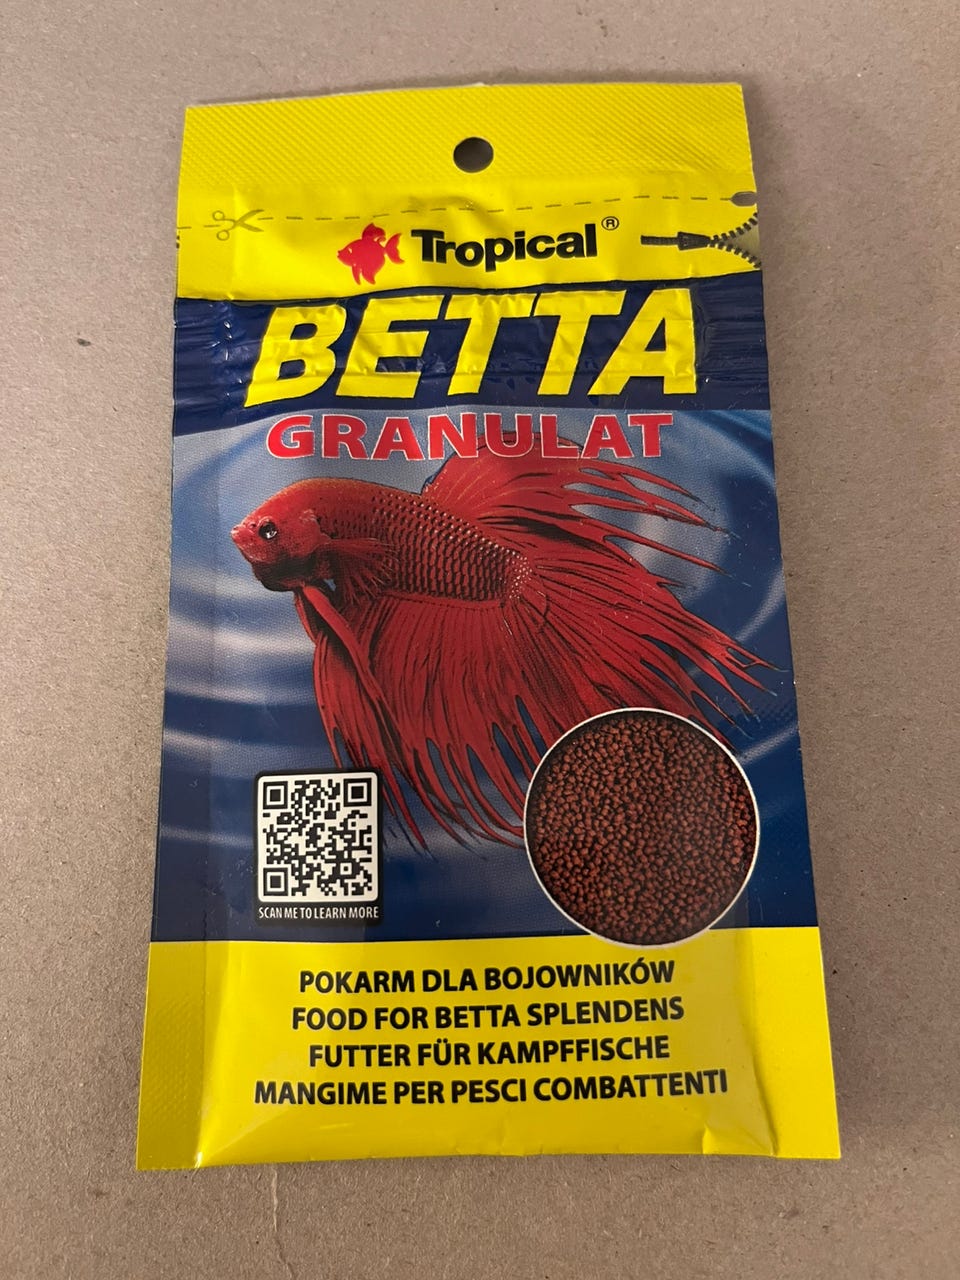 Tropical®
BETTA
GRANULAT
SCAN ME TO LEARN MORE
POKARM DLA BOJOWNIKÓW
FOOD FOR BETTA SPLENDENS
FUTTER FÜR KAMPFFISCHE
MANGIME PER PESCI COMBATTENTI